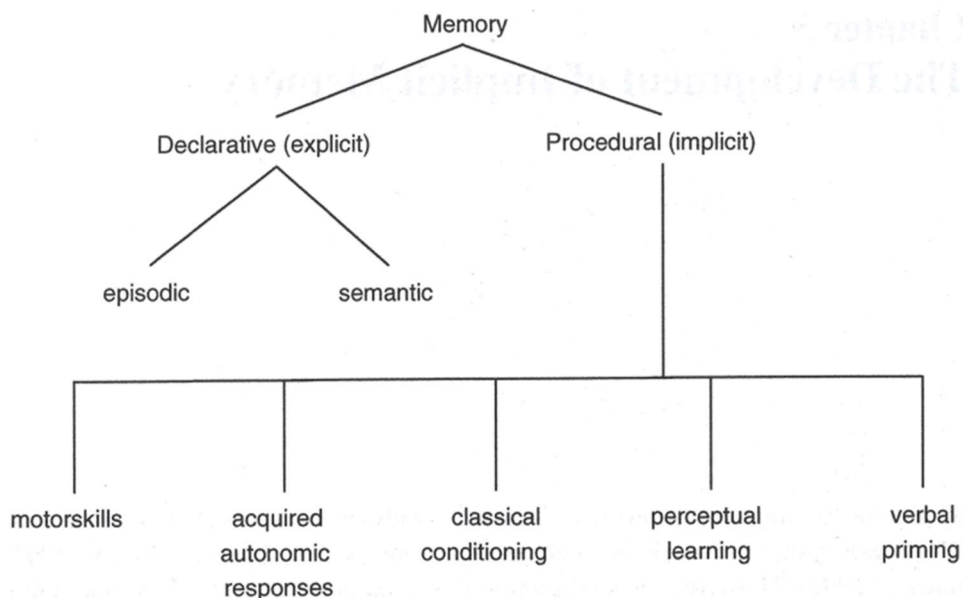 Memory
Declarative (explicit)
Procedural (implicit)
episodic
semantic
motorskills
acquired
autonomic
responses
classical
conditioning
perceptual
learning
verbal
priming